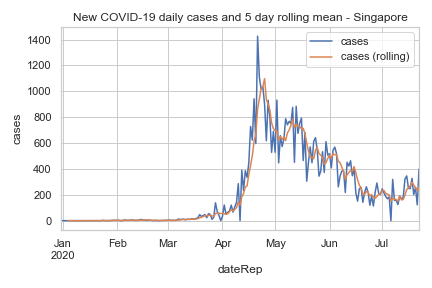 New COVID-19 daily cases and 5 day rolling mean - Singapore
cases
cases (rolling)
1400
1200
1000
800
600
400
200
0
cases
Jan Feb Mar Apr May Jun Jul
2020
dateRep